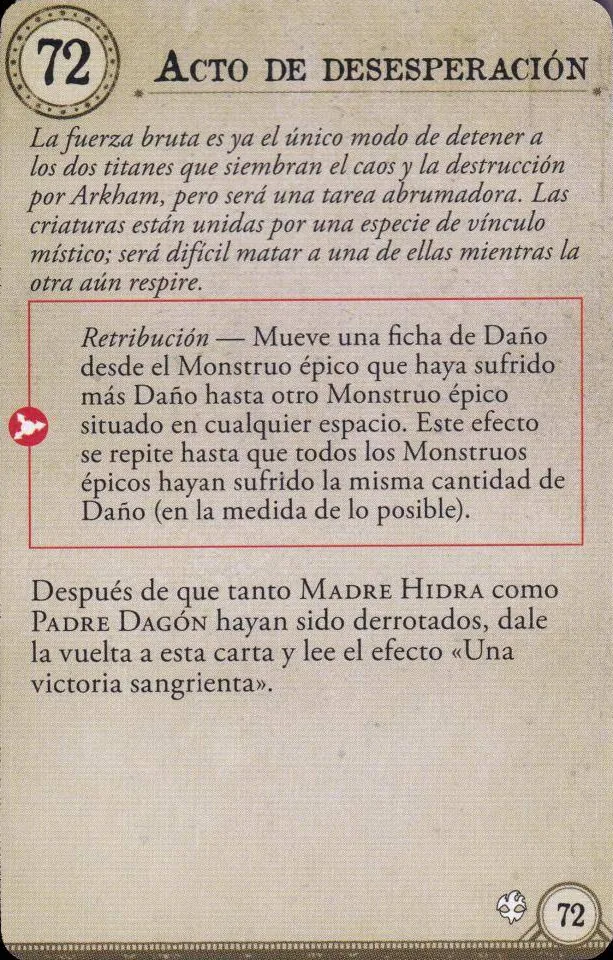 72
ACTO DE DESESPERACIÓN
La fuerza bruta es ya el único modo de detener a
los dos titanes que siembran el caos y la destrucción
por Arkham, pero será una tarea abrumadora. Las
criaturas están unidas por una especie de vínculo
místico; será difícil matar a una de ellas mientras la
otra aún respire.
Retribución — Mueve una ficha de Daño
desde el Monstruo épico que haya sufrido
más Daño hasta otro Monstruo épico
situado en cualquier espacio. Este efecto
se repite hasta que todos los Monstruos
épicos hayan sufrido la misma cantidad de
Daño (en la medida de lo posible).
Después de que tanto MADRE HIDRA como
PADRE DAGÓN hayan sido derrotados, dale
la vuelta a esta carta y lee el efecto «Una
victoria sangrienta».
72